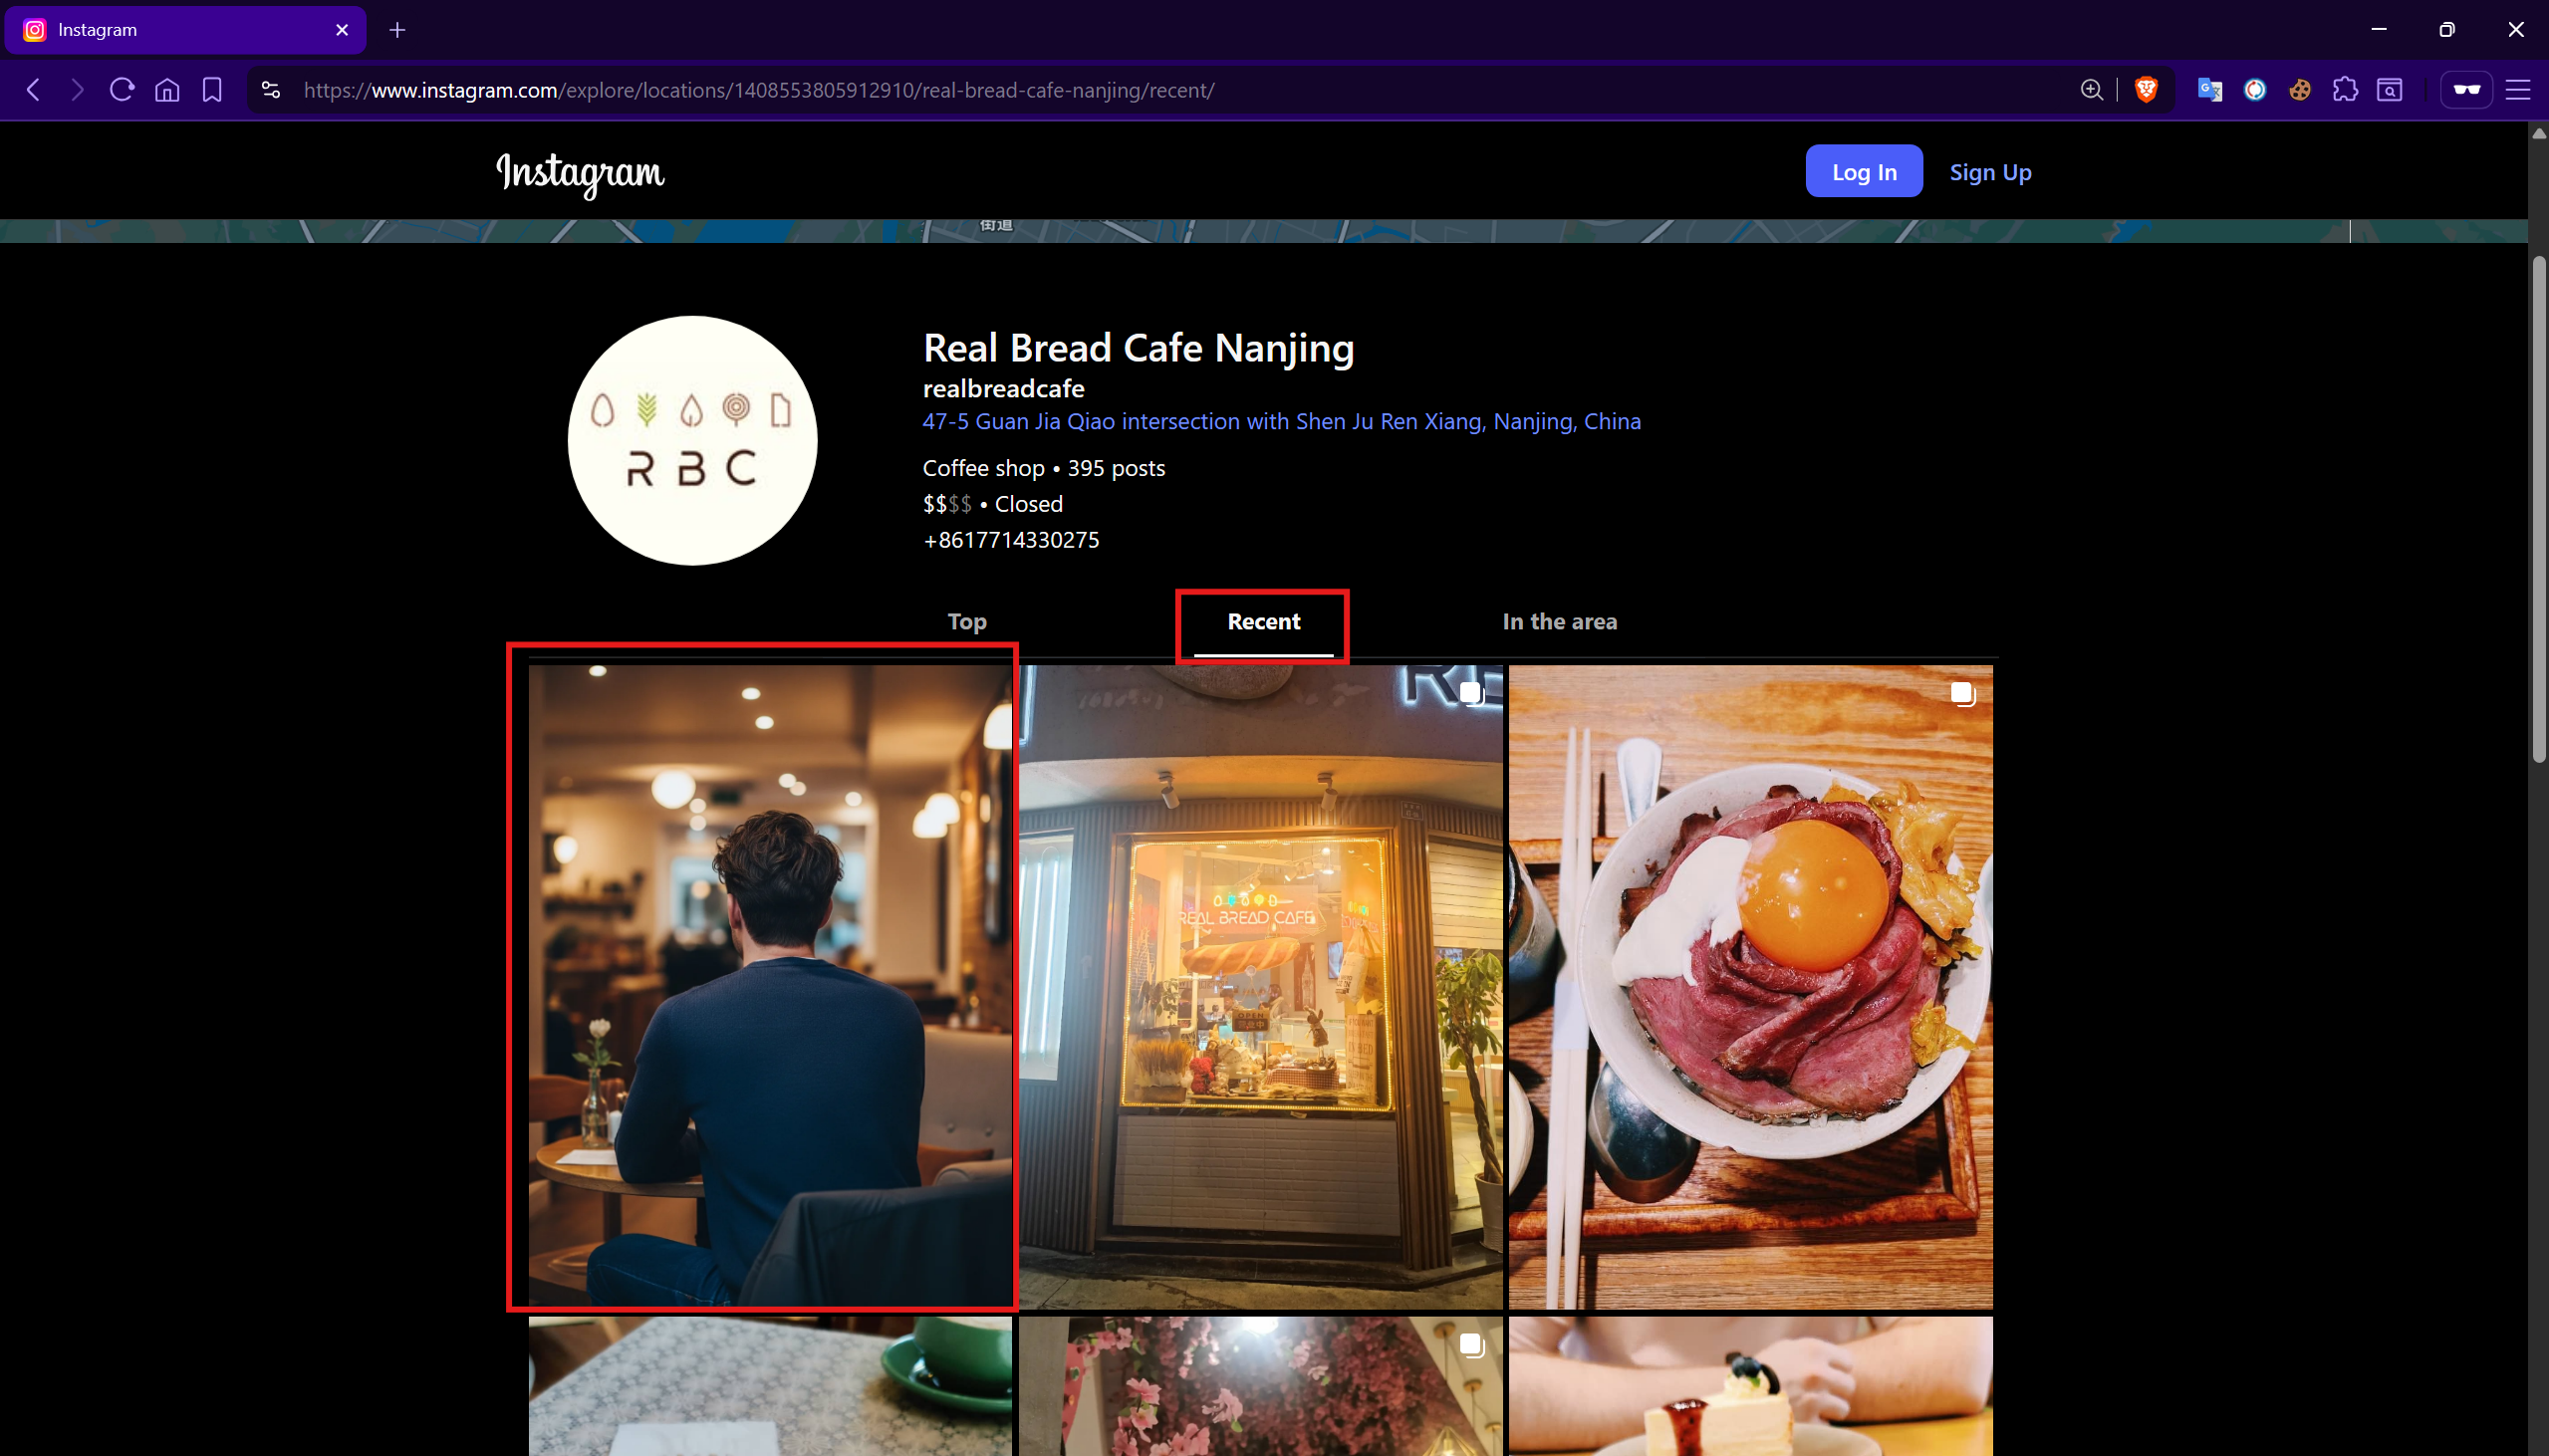 Instagram
https://www.instagram.com/explore/locations/1408553805912910/real-bread-cafe-nanjing/recent/
Instagram
Log In
Sign Up
街道
RBC
Real Bread Cafe Nanjing
realbreadcafe
47-5 Guan Jia Qiao intersection with Shen Ju Ren Xiang, Nanjing, China
Coffee shop • 395 posts
$$$$ • Closed
+8617714330275
Top
Recent
In the area
REAL BREAD CAFE
OPEN